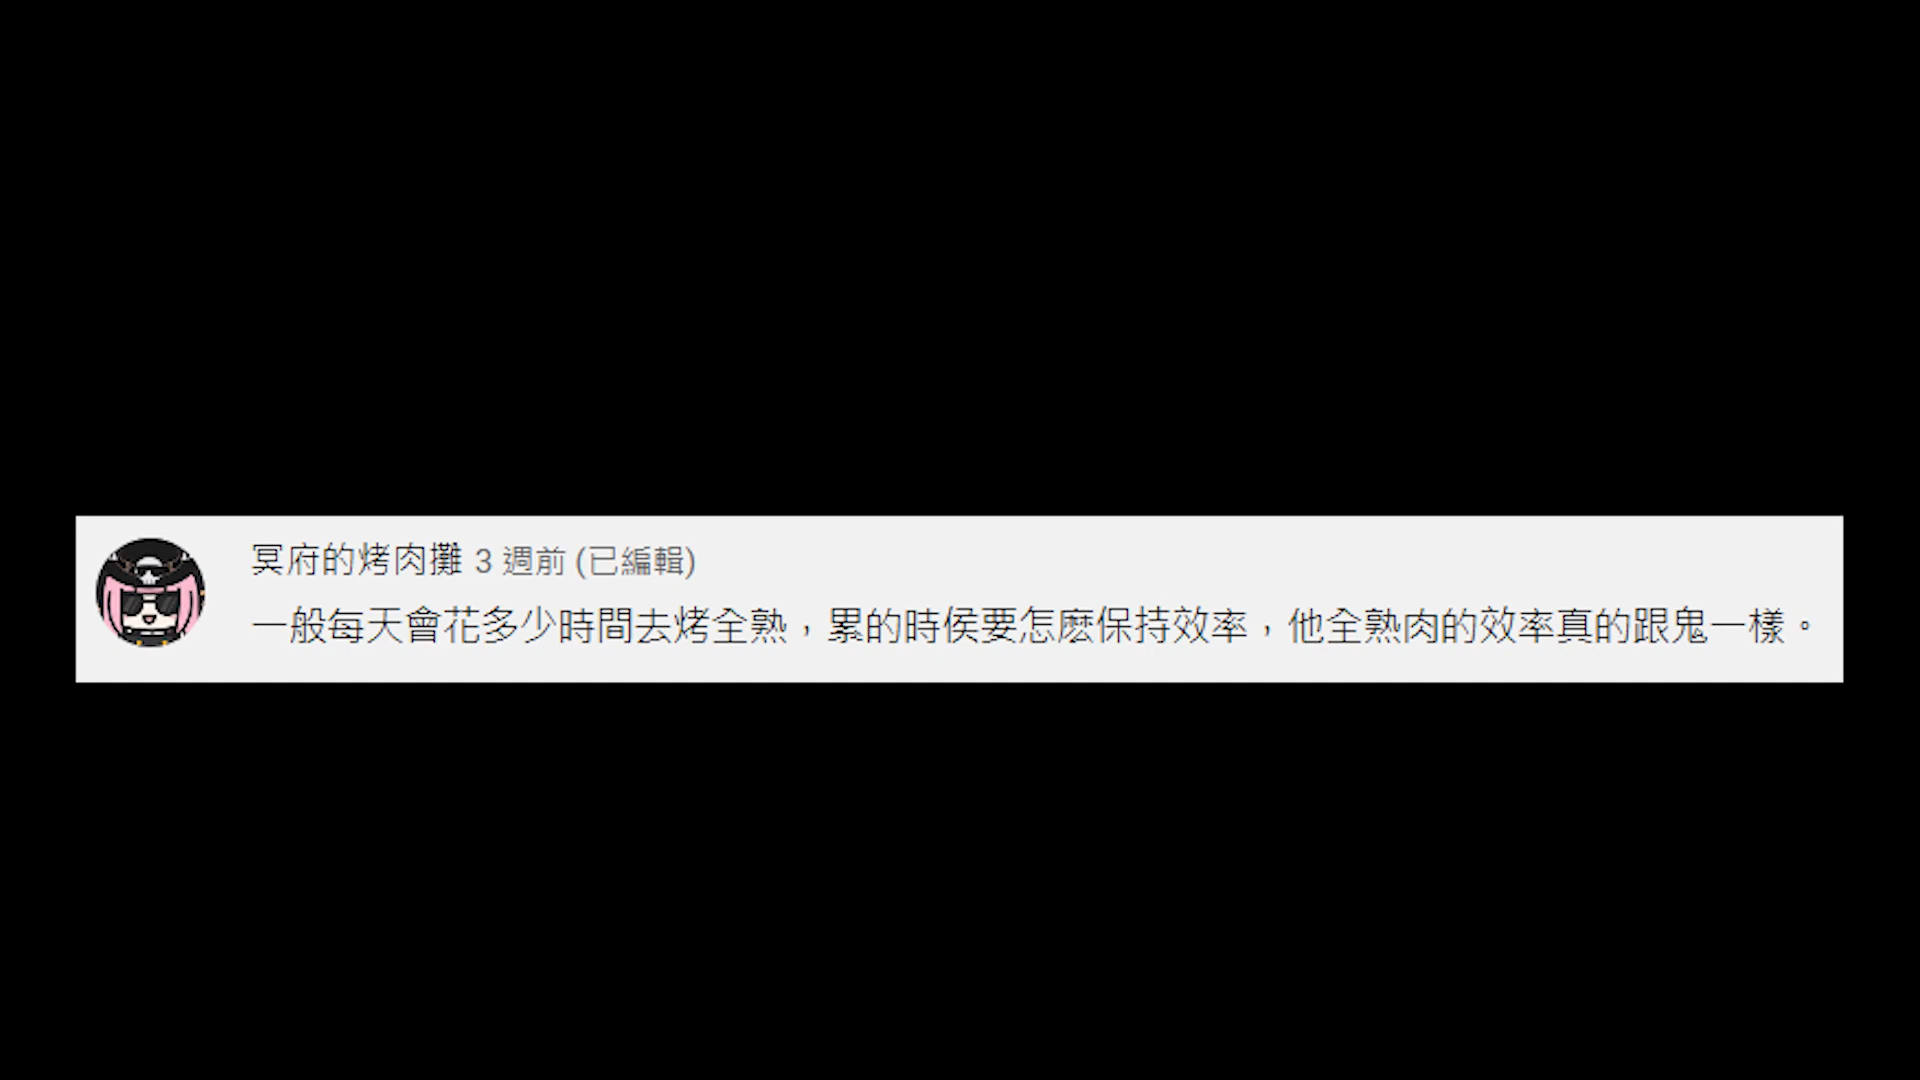 冥府的烤肉攤 3 週前 (已編輯)
一般每天會花多少時間去烤全熟，累的時侯要怎麽保持效率，他全熟肉的效率真的跟鬼一樣。